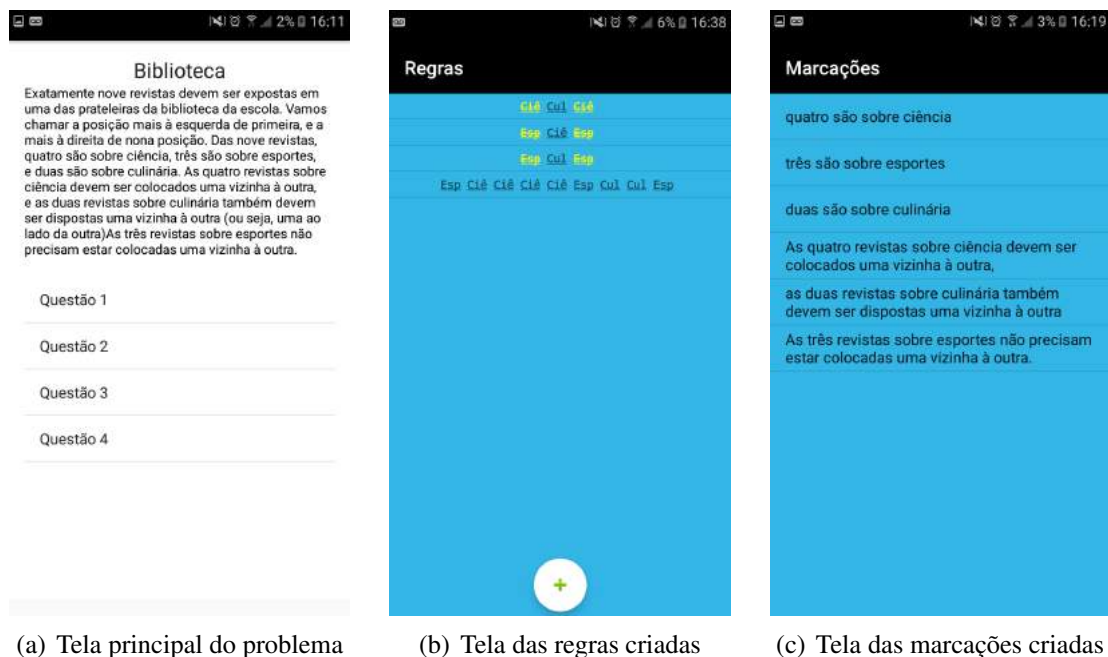 2% 16:11
Biblioteca
Exatamente nove revistas devem ser expostas em
uma das prateleiras da biblioteca da escola. Vamos
chamar a posição mais à esquerda de primeira, e a
mais à direita de nona posição. Das nove revistas,
quatro são sobre ciência, três são sobre esportes,
e duas são sobre culinária. As quatro revistas sobre
ciência devem ser colocados uma vizinha à outra,
e as duas revistas sobre culinária também devem
ser dispostas uma vizinha à outra (ou seja, uma ao
lado da outra)As três revistas sobre esportes não
precisam estar colocadas uma vizinha à outra.
Questão 1
Questão 2
Questão 3
Questão 4
(a) Tela principal do problema
6% 16:38
Regras
Ciê Cul Ciê
Esp Ciê Esp
Esp Cul Esp
Esp Ciê Ciê Ciê Ciê Esp Cul Cul Esp
+
(b) Tela das regras criadas
3% 16:19
Marcações
quatro são sobre ciência
três são sobre esportes
duas são sobre culinária
As quatro revistas sobre ciência devem ser
colocados uma vizinha à outra,
as duas revistas sobre culinária também
devem ser dispostas uma vizinha à outra
As três revistas sobre esportes não precisam
estar colocadas uma vizinha à outra.
(c) Tela das marcações criadas